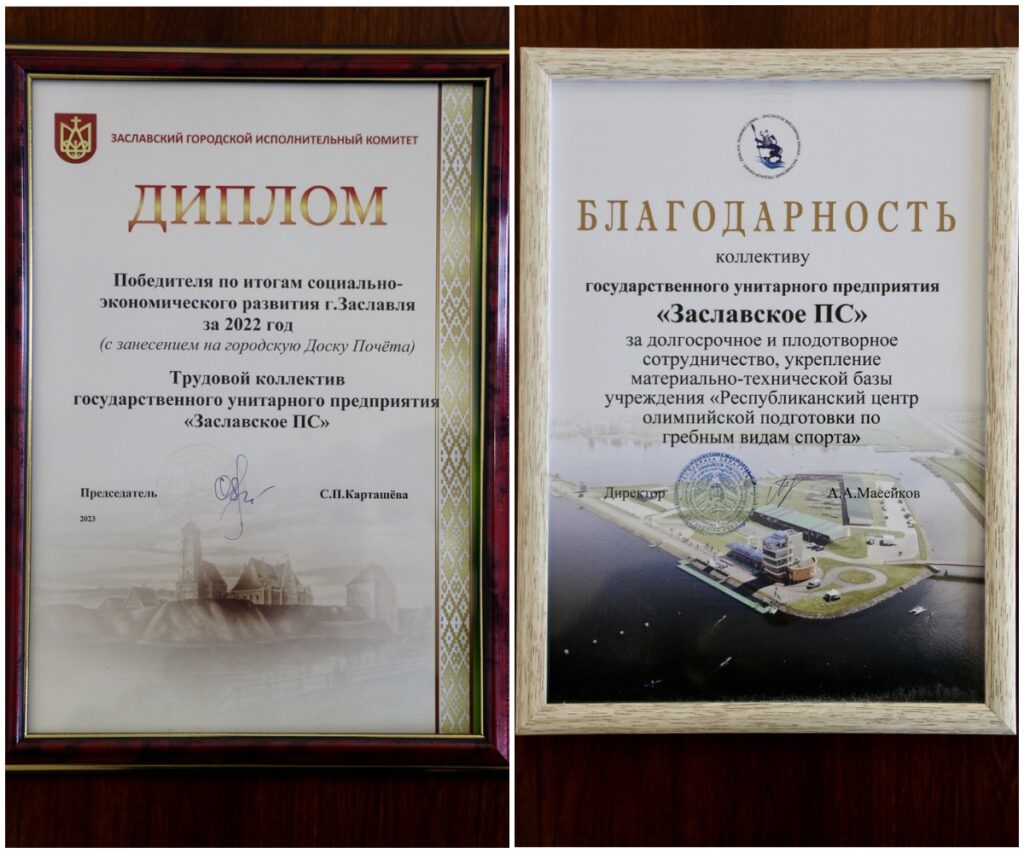 ЗАСЛАВСКИЙ ГОРОДСКОЙ ИСПОЛНИТЕЛЬНЫЙ КОМИТЕТ
ДИПЛОМ
Победителя по итогам социально-
экономического развития г.Заславля
за 2022 год
(с занесением на городскую Доску Почёта)
Трудовой коллектив
государственного унитарного предприятия
«Заславское ПС»
Председатель
С.П.Карташёва
2023
БЛАГОДАРНОСТЬ
коллективу
государственного унитарного предприятия
«Заславское ПС»
за долгосрочное и плодотворное
сотрудничество, укрепление
материально-технической базы
учреждения «Республиканский центр
олимпийской подготовки по
гребным видам спорта»
Директор
А.А.Масейков